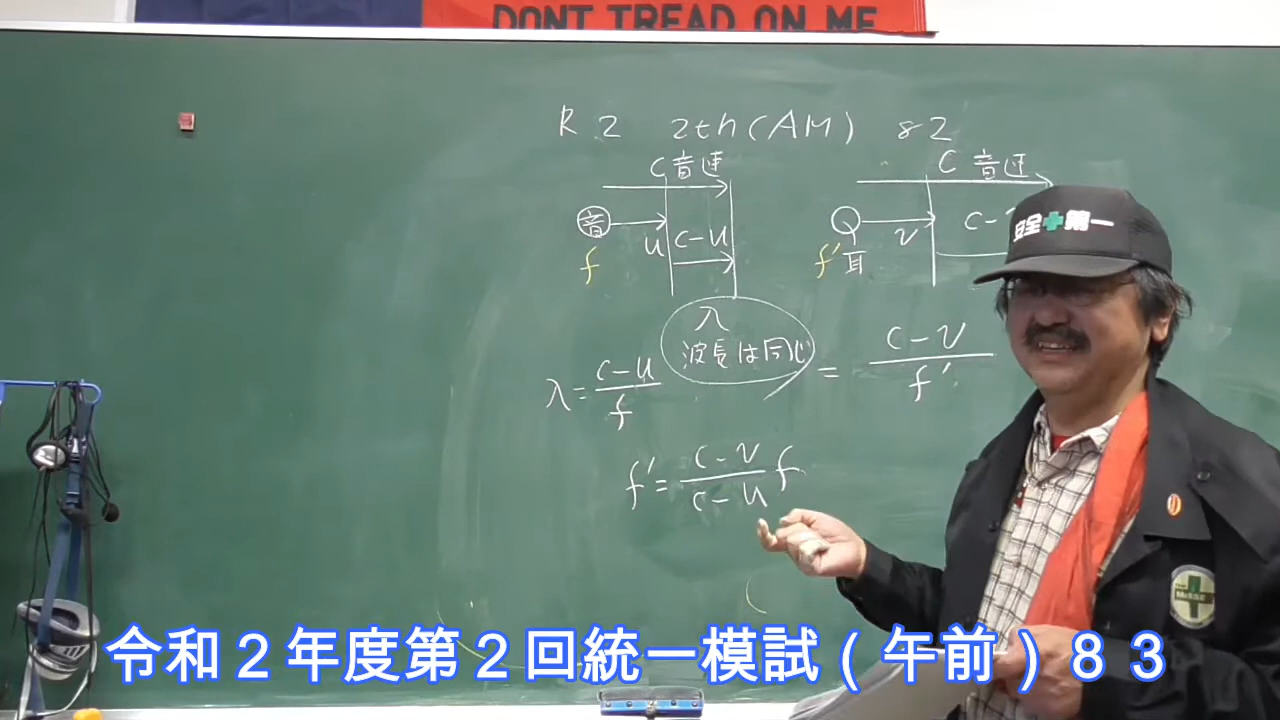 DONT TREAD ON ME
R2 2th(AM) 82
C 音速
音
u
c-u
f
C 音速
v
f'
耳
安全✚第一
λ
波長は同じ
λ=(c-u)/f
=(c-v)/f'
f'=(c-v)/(c-u) f
令和2年度第2回統一模試(午前)83